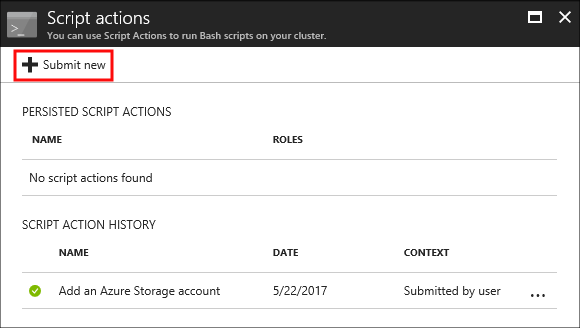 Script actions
You can use Script Actions to run Bash scripts on your cluster.
Submit new
PERSISTED SCRIPT ACTIONS
NAME ROLES
No script actions found
SCRIPT ACTION HISTORY
NAME DATE CONTEXT
Add an Azure Storage account 5/22/2017 Submitted by user ...